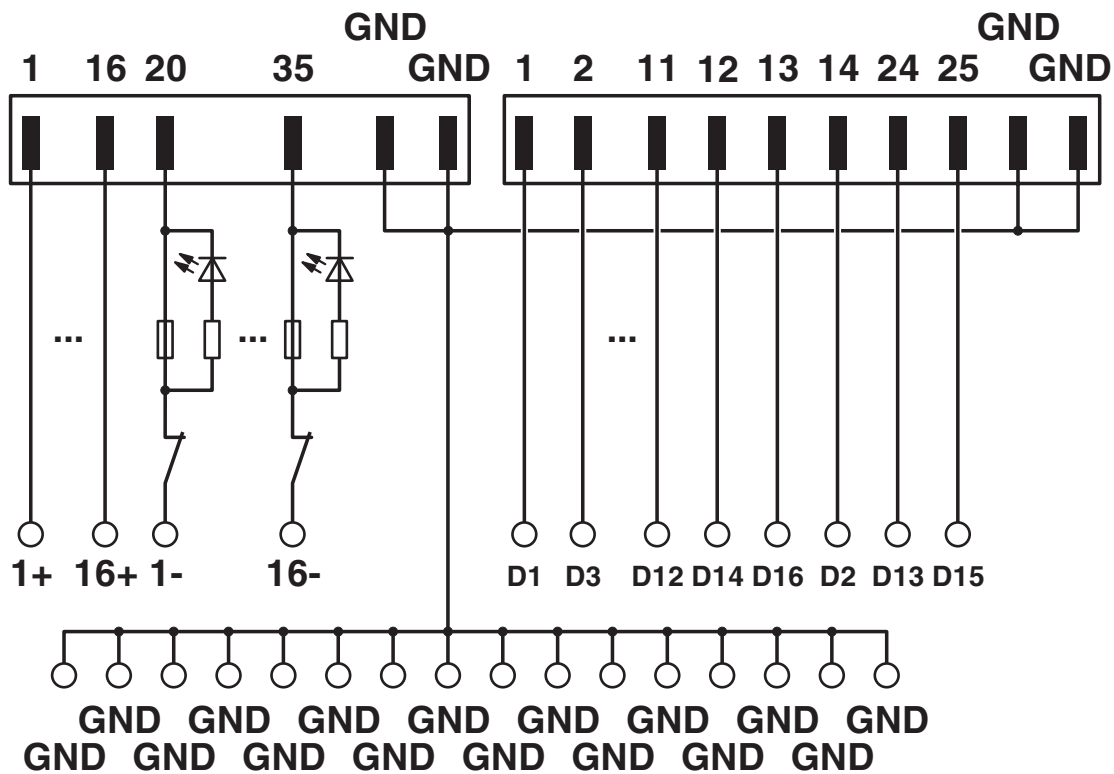 GND GND
1 16 20 35 GND 1 2 11 12 13 14 24 25 GND
... ... ...
1+ 16+ 1- 16- D1 D3 D12 D14 D16 D2 D13 D15
GND GND GND GND GND GND GND GND
GND GND GND GND GND GND GND GND